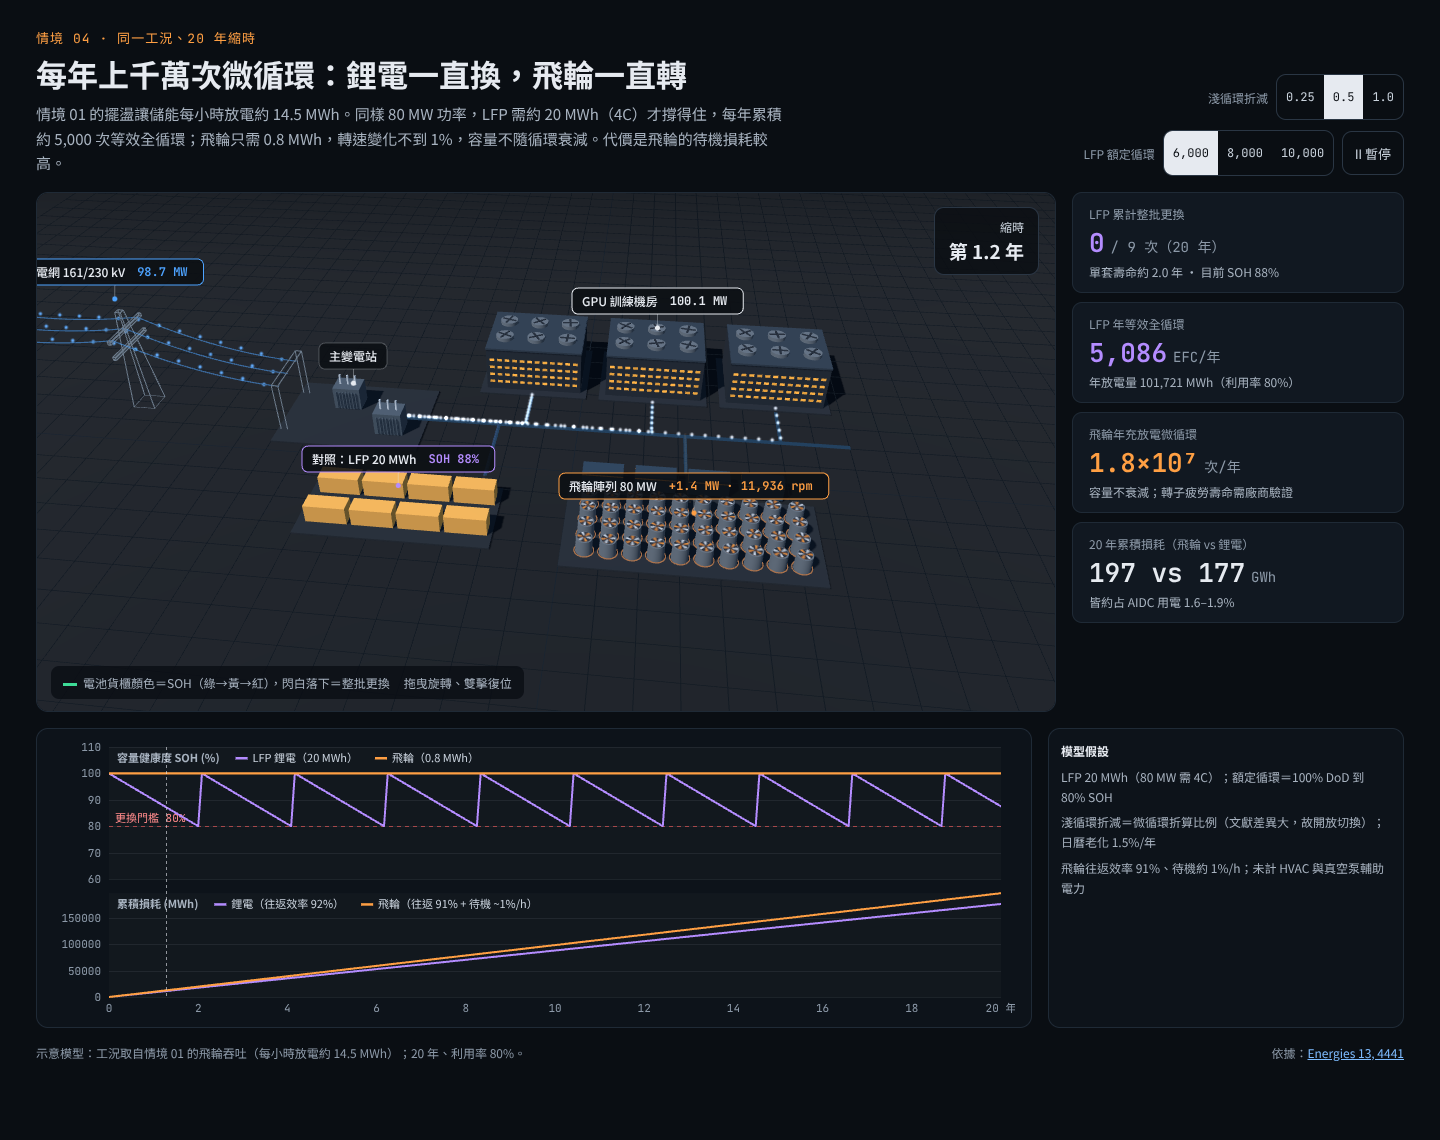 情境 04 · 同一工況、20 年縮時
每年上千萬次微循環：鋰電一直換，飛輪一直轉
情境 01 的擺盪讓儲能每小時放電約 14.5 MWh。同樣 80 MW 功率，LFP 需約 20 MWh（4C）才撐得住，每年累積
約 5,000 次等效全循環；飛輪只需 0.8 MWh，轉速變化不到 1%，容量不隨循環衰減。代價是飛輪的待機損耗較
高。
淺循環折減 0.25 0.5 1.0
LFP 額定循環 6,000 8,000 10,000 II 暫停
縮時
第 1.2 年
電網 161/230 kV 98.7 MW
GPU 訓練機房 100.1 MW
主變電站
對照：LFP 20 MWh SOH 88%
飛輪陣列 80 MW +1.4 MW · 11,936 rpm
電池貨櫃顏色＝SOH（綠→黃→紅），閃白落下＝整批更換 拖曳旋轉、雙擊復位
LFP 累計整批更換
0 / 9 次（20 年）
單套壽命約 2.0 年 · 目前 SOH 88%
LFP 年等效全循環
5,086 EFC/年
年放電量 101,721 MWh（利用率 80%）
飛輪年充放電微循環
1.8×10⁷ 次/年
容量不衰減；轉子疲勞壽命需廠商驗證
20 年累積損耗（飛輪 vs 鋰電）
197 vs 177 GWh
皆約占 AIDC 用電 1.6–1.9%
容量健康度 SOH (%) LFP 鋰電（20 MWh） 飛輪（0.8 MWh）
110
100
90
更換門檻 80%
80
70
60
累積損耗 (MWh) 鋰電（往返效率 92%） 飛輪（往返 91% + 待機 ~1%/h）
150000
100000
50000
0
0 2 4 6 8 10 12 14 16 18 20 年
模型假設
LFP 20 MWh（80 MW 需 4C）；額定循環＝100% DoD 到
80% SOH
淺循環折減＝微循環折算比例（文獻差異大，故開放切換）；
日曆老化 1.5%/年
飛輪往返效率 91%、待機約 1%/h；未計 HVAC 與真空泵輔助
電力
示意模型：工況取自情境 01 的飛輪吞吐（每小時放電約 14.5 MWh）；20 年、利用率 80%。
依據：Energies 13, 4441